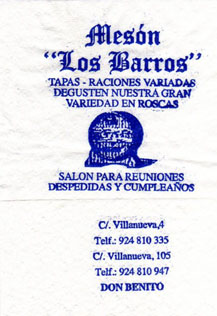 Mesón
"Los Barros"
TAPAS - RACIONES VARIADAS
DEGUSTEN NUESTRA GRAN
VARIEDAD EN ROSCAS
SALON PARA REUNIONES
DESPEDIDAS Y CUMPLEAÑOS
C/. Villanueva,4
Telf.: 924 810 335
C/. Villanueva, 105
Telf.: 924 810 947
DON BENITO